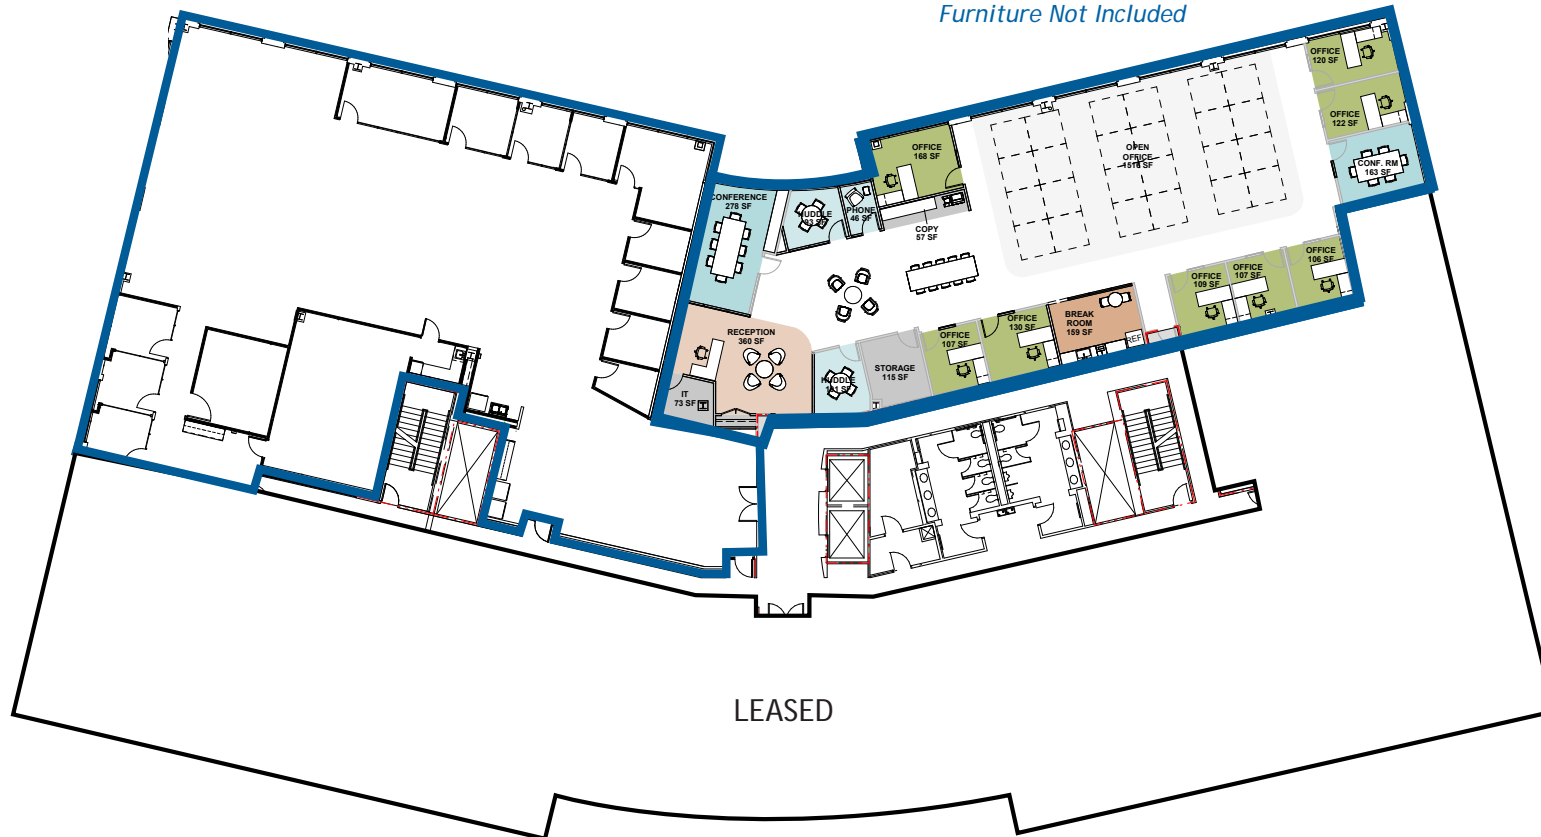 Furniture Not Included
OFFICE
120 SF
OFFICE
122 SF
CONF. RM
163 SF
OFFICE
168 SF
OPEN
OFFICE
CONFERENCE
278 SF
HUDDLE
93 SF
PHONE
46 SF
COPY
57 SF
OFFICE
106 SF
OFFICE
107 SF
OFFICE
109 SF
BREAK
ROOM
159 SF
REF
OFFICE
130 SF
OFFICE
107 SF
RECEPTION
360 SF
STORAGE
115 SF
HUDDLE
IT
73 SF
LEASED